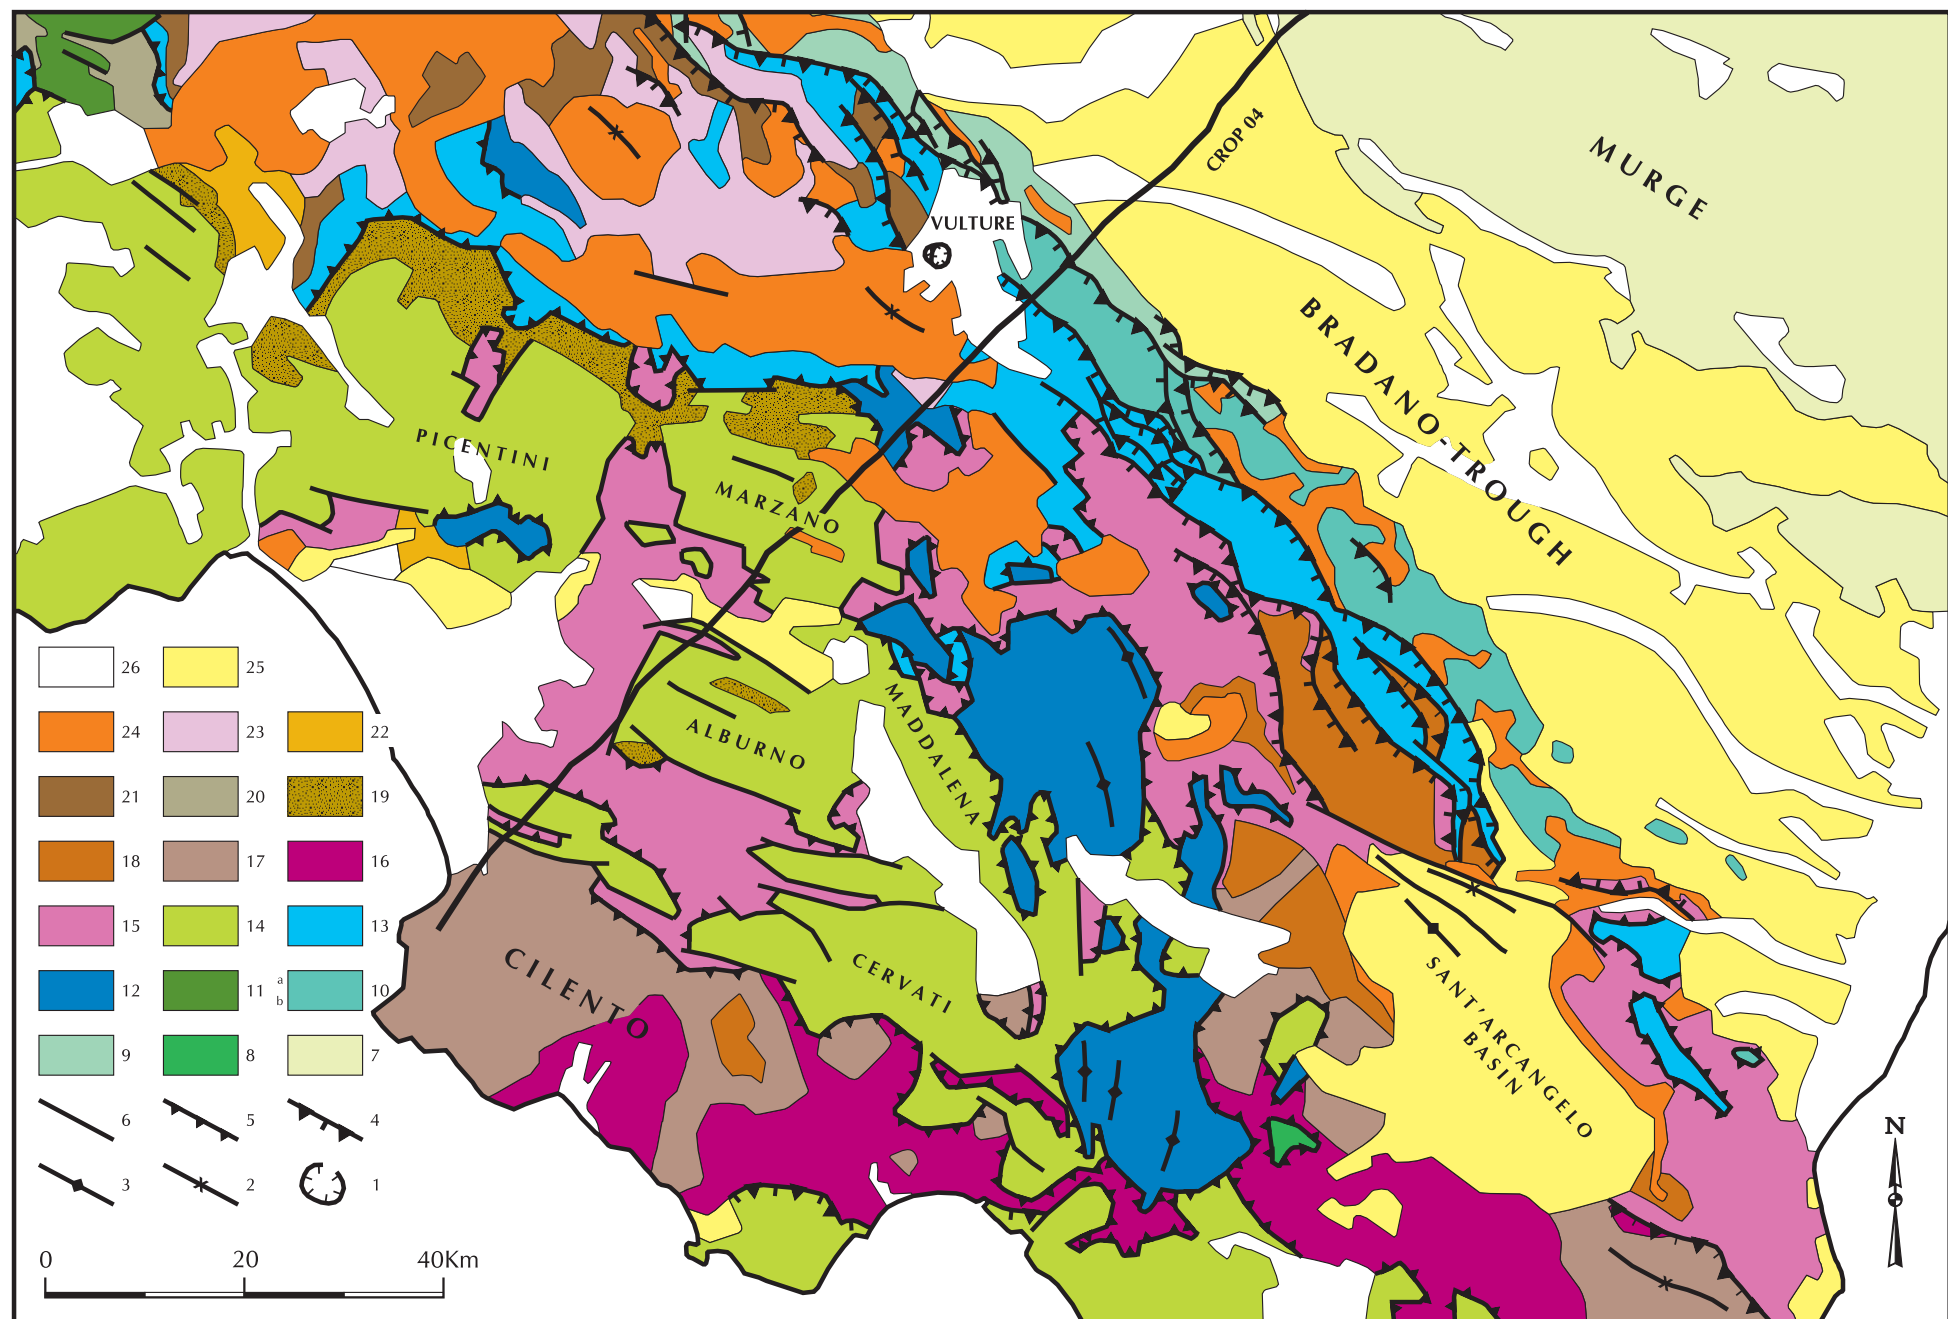 CROP 04
MURGE
VULTURE
BRADANO-TROUGH
PICENTINI
MARZANO
ALBURNO
MADDALENA
CILENTO
CERVATI
SANT'ARCANGELO
BASIN
26 25
24 23 22
21 20 19
18 17 16
15 14 13
12 11 a b 10
9 8 7
6 5 4
3 2 1
0 20 40Km
N